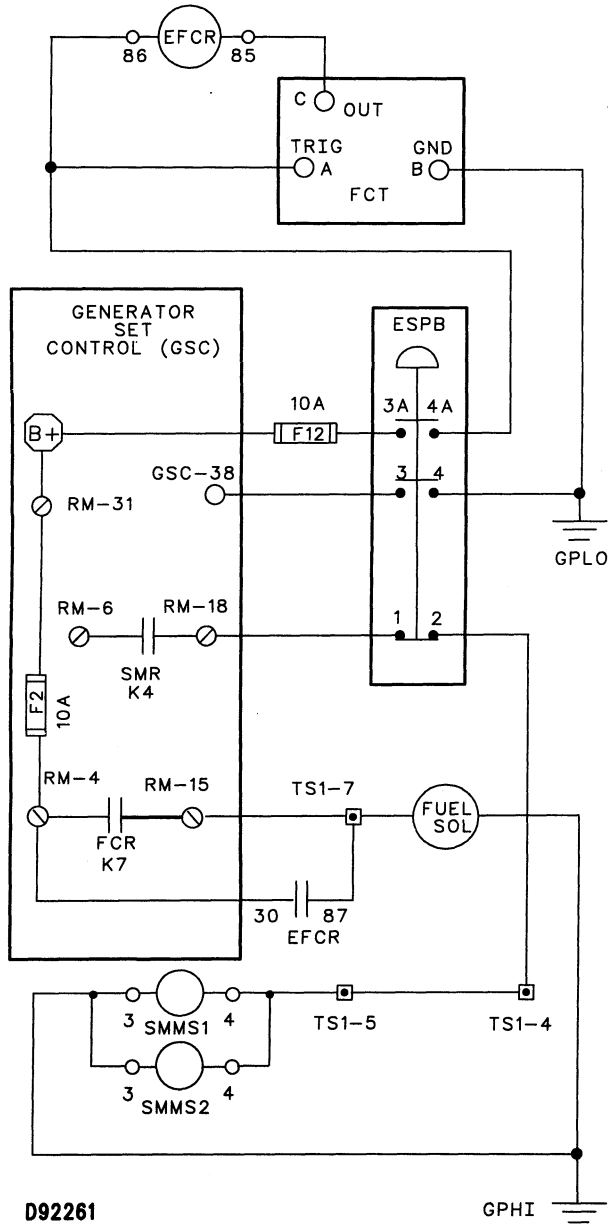 EFCR
86 85
C OUT
TRIG GND
A B
FCT
GENERATOR
SET
CONTROL (GSC)
ESPB
10A
3A 4A
B+
F12
GSC-38
3 4
RM-31
GPLO
RM-6 RM-18
1 2
SMR
K4
F2
10A
RM-4 RM-15
TS1-7
FUEL
SOL
FCR
K7
30 87
EFCR
3 4
SMMS1
TS1-5 TS1-4
3 4
SMMS2
D92261
GPHI